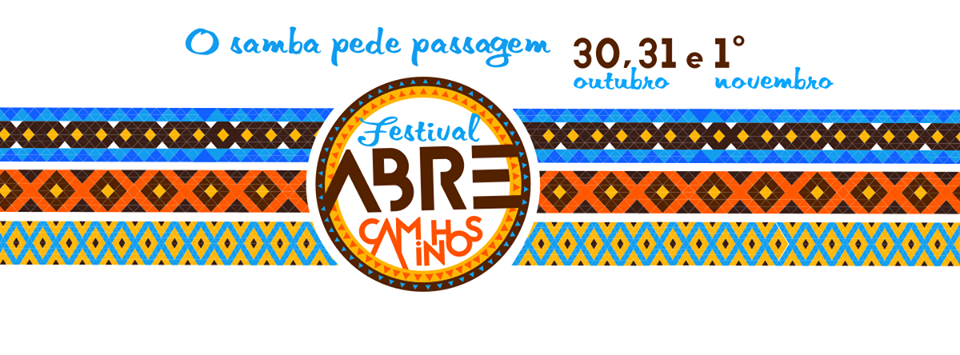 O samba pede passagem
30, 31 e 1°
outubro novembro
Festival
ABRE
CAMINHOS